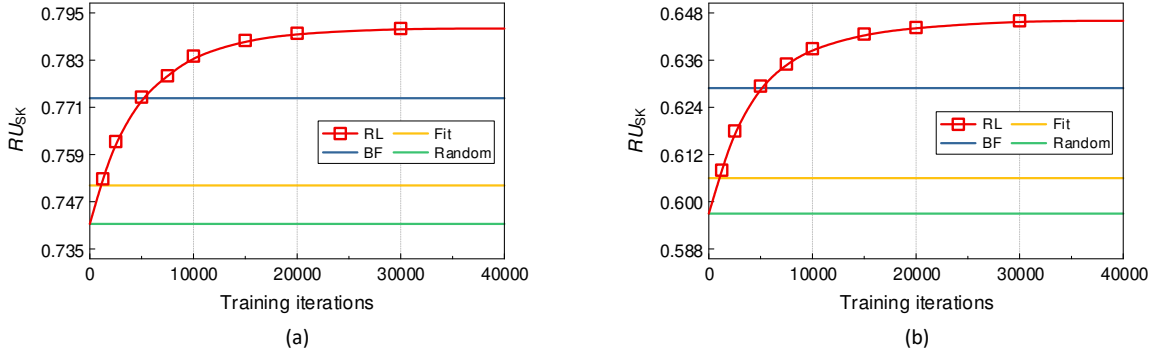 0.795
0.783
0.771
0.759
0.747
0.735
RU_SK
RL
Fit
BF
Random
0 10000 20000 30000 40000
Training iterations
(a)
0.648
0.636
0.624
0.612
0.600
0.588
RU_SK
RL
Fit
BF
Random
0 10000 20000 30000 40000
Training iterations
(b)